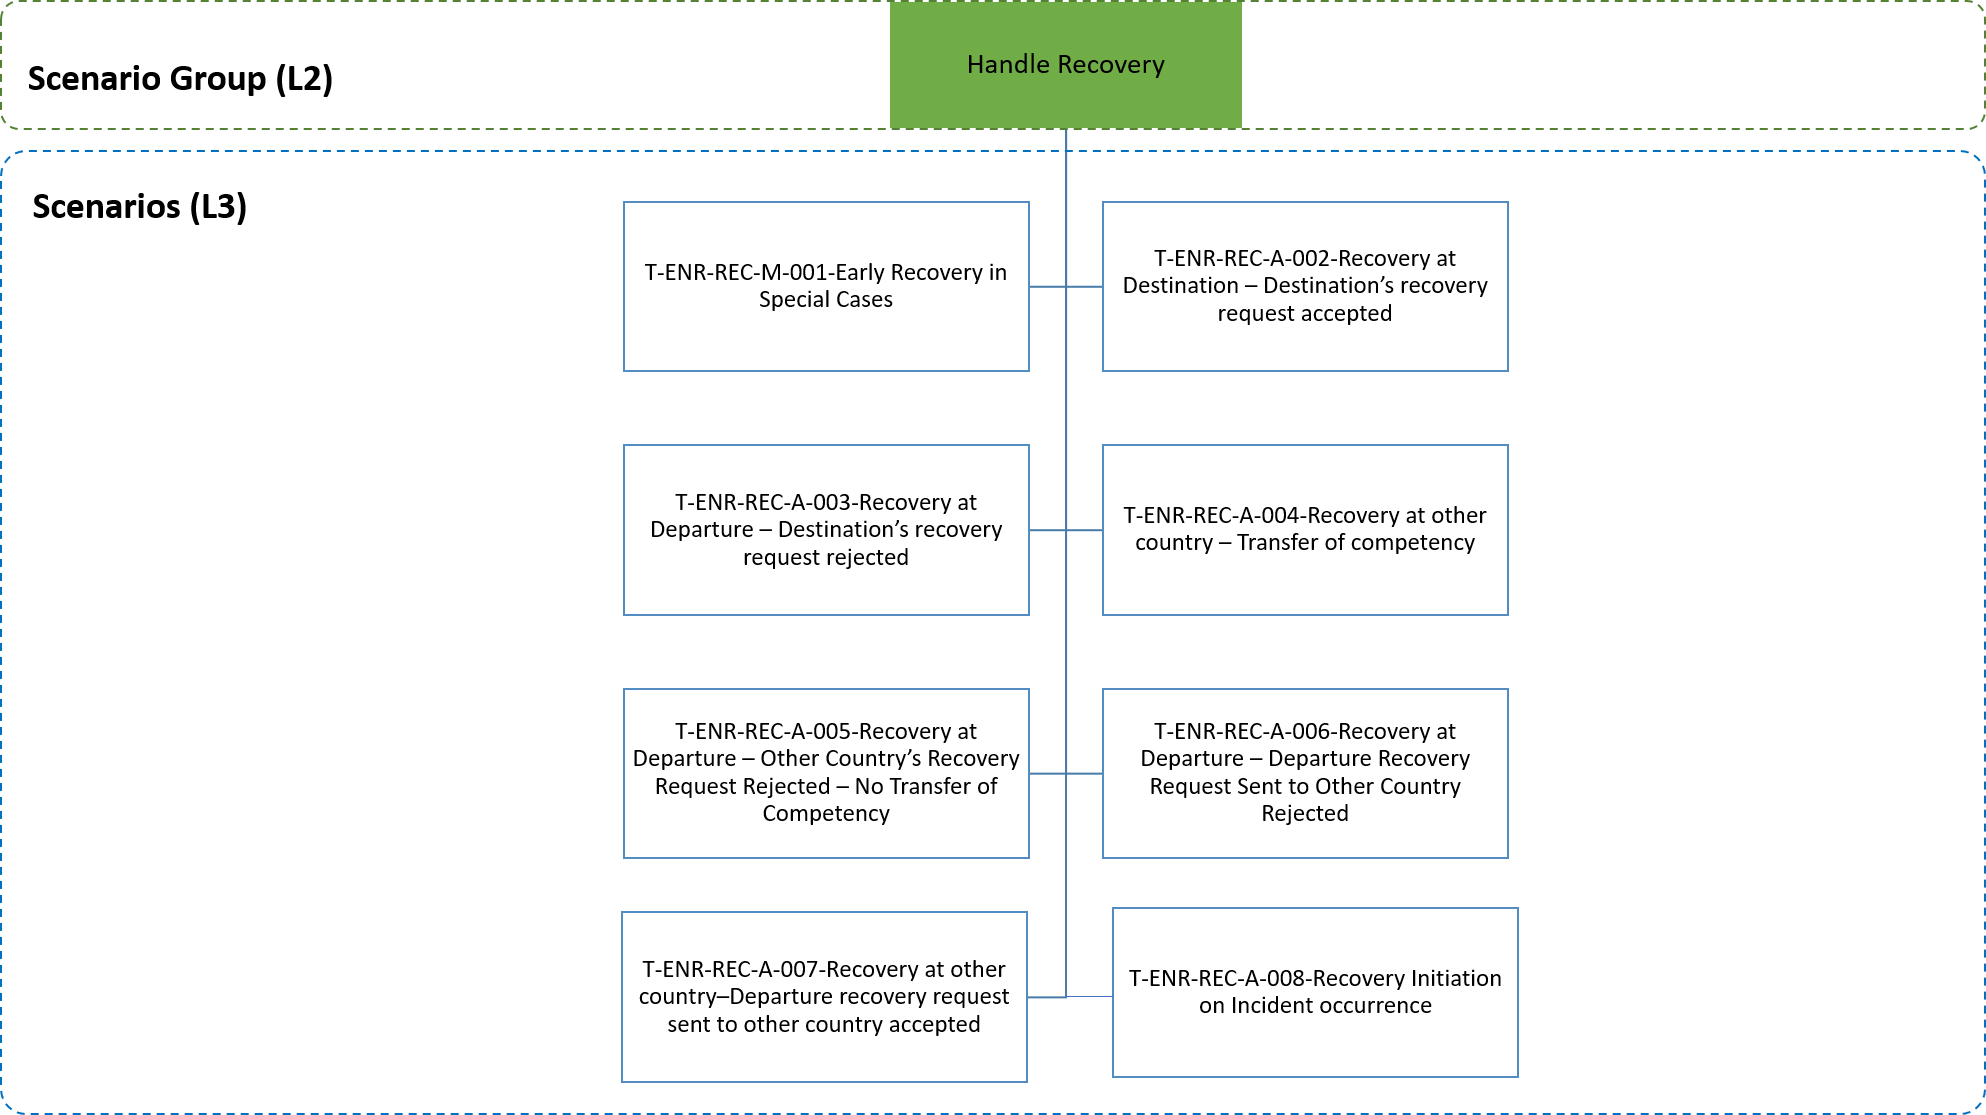 Scenario Group (L2)
Handle Recovery
Scenarios (L3)
T-ENR-REC-M-001-Early Recovery in
Special Cases
T-ENR-REC-A-002-Recovery at
Destination – Destination’s recovery
request accepted
T-ENR-REC-A-003-Recovery at
Departure – Destination’s recovery
request rejected
T-ENR-REC-A-004-Recovery at other
country – Transfer of competency
T-ENR-REC-A-005-Recovery at
Departure – Other Country’s Recovery
Request Rejected – No Transfer of
Competency
T-ENR-REC-A-006-Recovery at
Departure – Departure Recovery
Request Sent to Other Country
Rejected
T-ENR-REC-A-007-Recovery at other
country–Departure recovery request
sent to other country accepted
T-ENR-REC-A-008-Recovery Initiation
on Incident occurrence